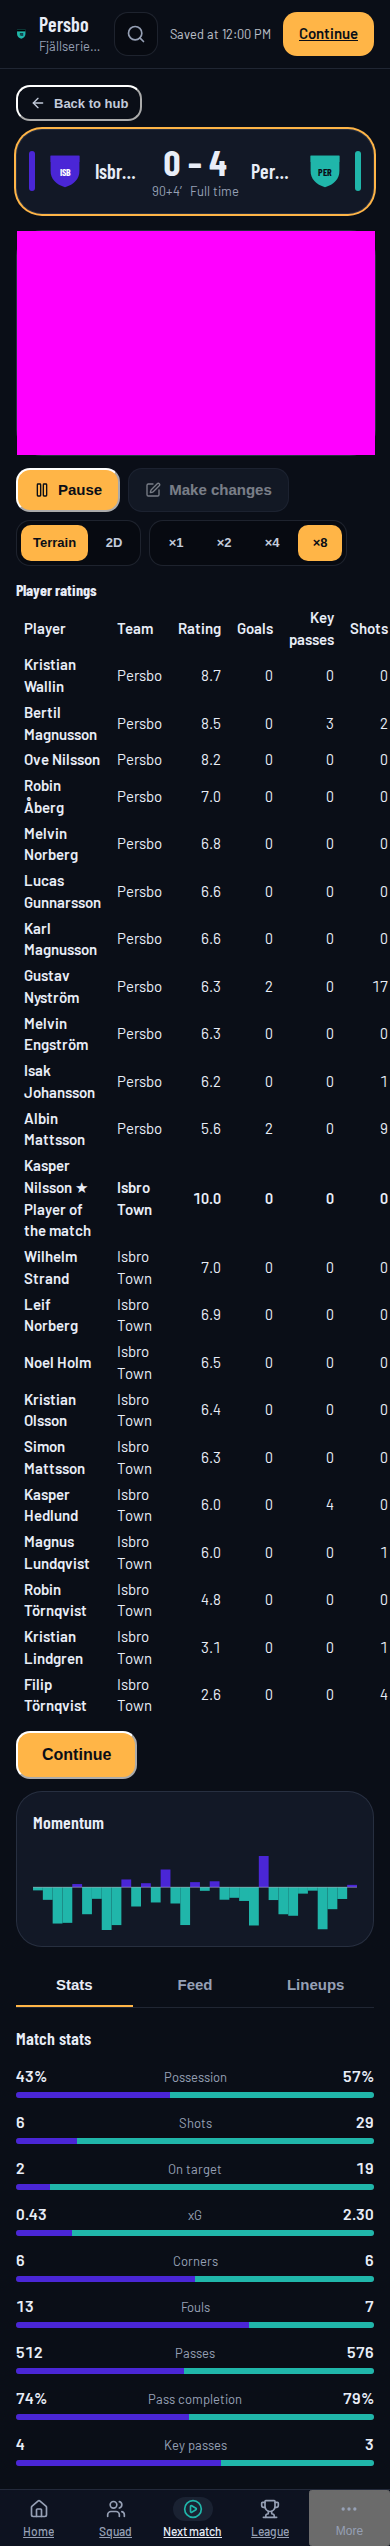 Persbo
Fjällserie...
Saved at 12:00 PM
Continue
Back to hub
ISB
Isbr...
0 – 4
90+4′ Full time
Per...
PER
Pause
Make changes
Terrain
2D
×1
×2
×4
×8
Player ratings
Player Team Rating Goals Key passes Shots
Kristian Wallin Persbo 8.7 0 0 0
Bertil Magnusson Persbo 8.5 0 3 2
Ove Nilsson Persbo 8.2 0 0 0
Robin Åberg Persbo 7.0 0 0 0
Melvin Norberg Persbo 6.8 0 0 0
Lucas Gunnarsson Persbo 6.6 0 0 0
Karl Magnusson Persbo 6.6 0 0 0
Gustav Nyström Persbo 6.3 2 0 17
Melvin Engström Persbo 6.3 0 0 0
Isak Johansson Persbo 6.2 0 0 1
Albin Mattsson Persbo 5.6 2 0 9
Kasper Nilsson ★ Player of the match Isbro Town 10.0 0 0 0
Wilhelm Strand Isbro Town 7.0 0 0 0
Leif Norberg Isbro Town 6.9 0 0 0
Noel Holm Isbro Town 6.5 0 0 0
Kristian Olsson Isbro Town 6.4 0 0 0
Simon Mattsson Isbro Town 6.3 0 0 0
Kasper Hedlund Isbro Town 6.0 0 4 0
Magnus Lundqvist Isbro Town 6.0 0 0 1
Robin Törnqvist Isbro Town 4.8 0 0 0
Kristian Lindgren Isbro Town 3.1 0 0 1
Filip Törnqvist Isbro Town 2.6 0 0 4
Continue
Momentum
Stats
Feed
Lineups
Match stats
43% Possession 57%
6 Shots 29
2 On target 19
0.43 xG 2.30
6 Corners 6
13 Fouls 7
512 Passes 576
74% Pass completion 79%
4 Key passes 3
Home
Squad
Next match
League
More